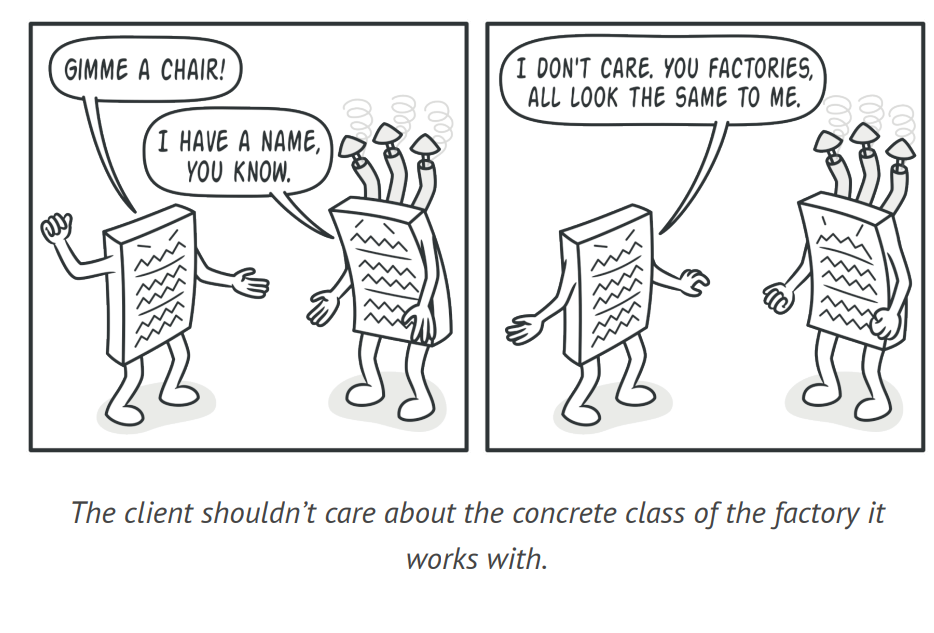 GIMME A CHAIR!
I HAVE A NAME,
YOU KNOW.
I DON'T CARE. YOU FACTORIES,
ALL LOOK THE SAME TO ME.
The client shouldn’t care about the concrete class of the factory it
works with.